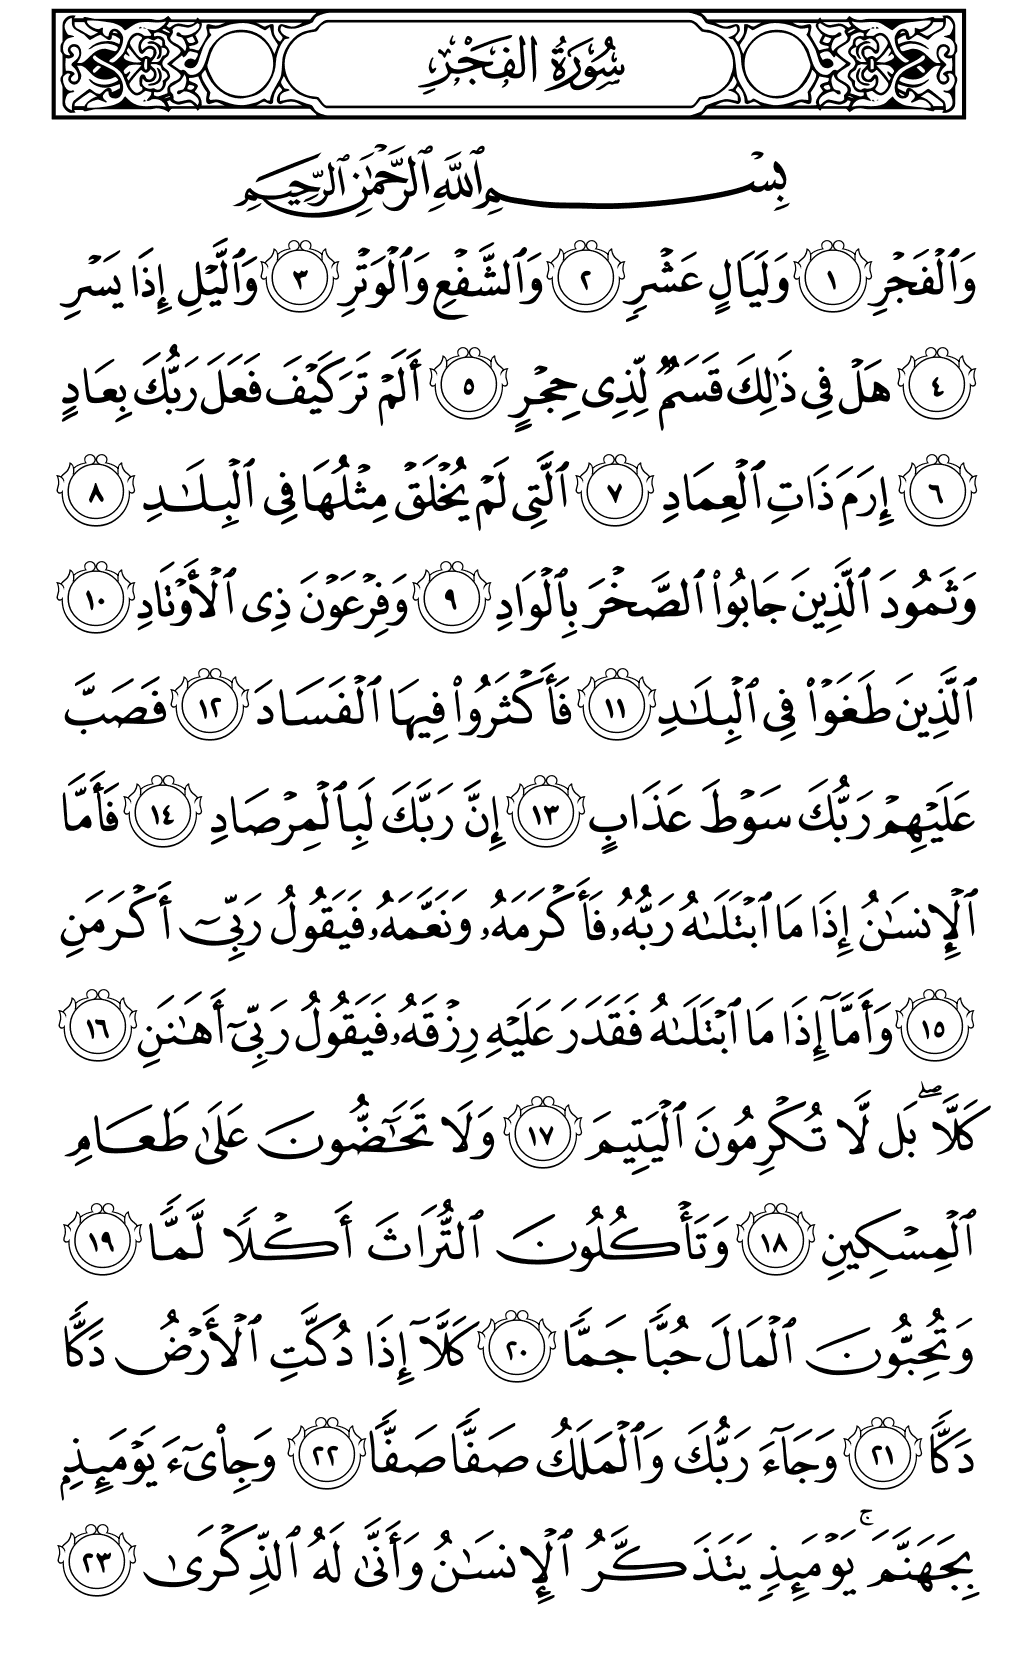 سُورَةُ الفَجْرِ
بِسْمِ ٱللَّهِ ٱلرَّحْمَٰنِ ٱلرَّحِيمِ
وَٱلْفَجْرِ ١ وَلَيَالٍ عَشْرٍ ٢ وَٱلشَّفْعِ وَٱلْوَتْرِ ٣ وَٱلَّيْلِ إِذَا يَسْرِ
٤ هَلْ فِى ذَٰلِكَ قَسَمٌ لِّذِى حِجْرٍ ٥ أَلَمْ تَرَ كَيْفَ فَعَلَ رَبُّكَ بِعَادٍ
٦ إِرَمَ ذَاتِ ٱلْعِمَادِ ٧ ٱلَّتِى لَمْ يُخْلَقْ مِثْلُهَا فِى ٱلْبِلَٰدِ ٨
وَثَمُودَ ٱلَّذِينَ جَابُوا۟ ٱلصَّخْرَ بِٱلْوَادِ ٩ وَفِرْعَوْنَ ذِى ٱلْأَوْتَادِ ١٠
ٱلَّذِينَ طَغَوْا۟ فِى ٱلْبِلَٰدِ ١١ فَأَكْثَرُوا۟ فِيهَا ٱلْفَسَادَ ١٢ فَصَبَّ
عَلَيْهِمْ رَبُّكَ سَوْطَ عَذَابٍ ١٣ إِنَّ رَبَّكَ لَبِٱلْمِرْصَادِ ١٤ فَأَمَّا
ٱلْإِنسَٰنُ إِذَا مَا ٱبْتَلَىٰهُ رَبُّهُۥ فَأَكْرَمَهُۥ وَنَعَّمَهُۥ فَيَقُولُ رَبِّىٓ أَكْرَمَنِ
١٥ وَأَمَّآ إِذَا مَا ٱبْتَلَىٰهُ فَقَدَرَ عَلَيْهِ رِزْقَهُۥ فَيَقُولُ رَبِّىٓ أَهَٰنَنِ ١٦
كَلَّا ۖ بَل لَّا تُكْرِمُونَ ٱلْيَتِيمَ ١٧ وَلَا تَحَٰٓضُّونَ عَلَىٰ طَعَامِ
ٱلْمِسْكِينِ ١٨ وَتَأْكُلُونَ ٱلتُّرَاثَ أَكْلًا لَّمًّا ١٩
وَتُحِبُّونَ ٱلْمَالَ حُبًّا جَمًّا ٢٠ كَلَّآ إِذَا دُكَّتِ ٱلْأَرْضُ دَكًّا
دَكًّا ٢١ وَجَآءَ رَبُّكَ وَٱلْمَلَكُ صَفًّا صَفًّا ٢٢ وَجِا۟ىٓءَ يَوْمَئِذٍۭ
بِجَهَنَّمَ ۚ يَوْمَئِذٍ يَتَذَكَّرُ ٱلْإِنسَٰنُ وَأَنَّىٰ لَهُ ٱلذِّكْرَىٰ ٢٣